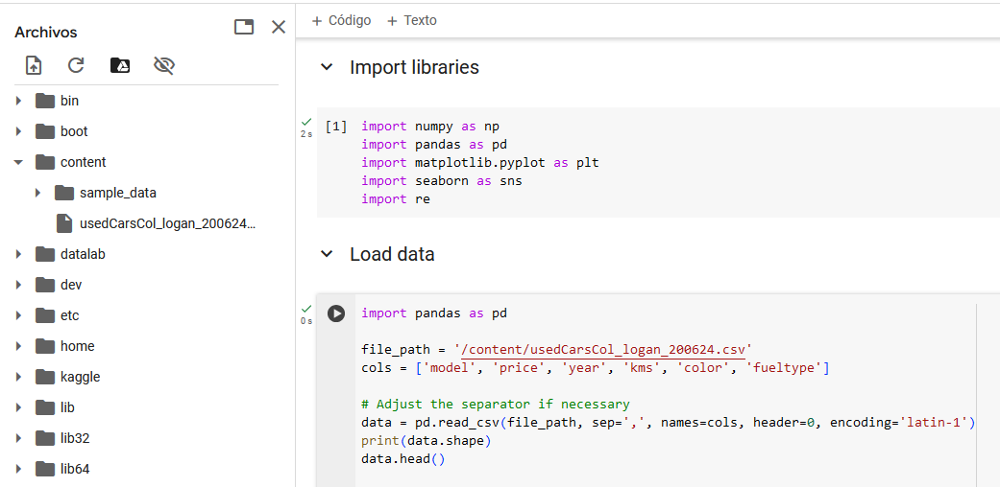 Archivos
bin
boot
content
sample_data
usedCarsCol_logan_200624...
datalab
dev
etc
home
kaggle
lib
lib32
lib64
+ Código + Texto
Import libraries
2 s
[1] import numpy as np
import pandas as pd
import matplotlib.pyplot as plt
import seaborn as sns
import re
Load data
0 s
import pandas as pd
file_path = '/content/usedCarsCol_logan_200624.csv'
cols = ['model', 'price', 'year', 'kms', 'color', 'fueltype']
# Adjust the separator if necessary
data = pd.read_csv(file_path, sep=',', names=cols, header=0, encoding='latin-1')
print(data.shape)
data.head()